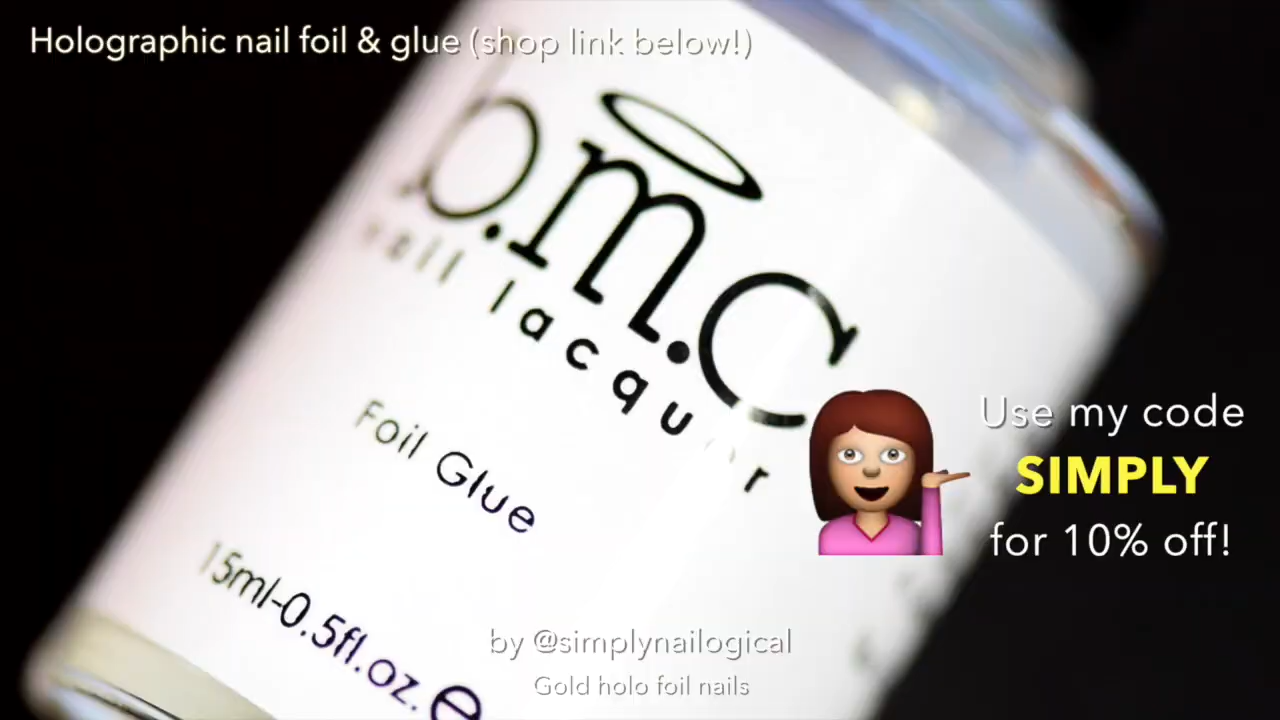 Holographic nail foil & glue (shop link below!)
b.m.c
nail lacquer
Foil Glue
15ml-0.5fl.oz.e
Use my code
SIMPLY
for 10% off!
by @simplynailogical
Gold holo foil nails